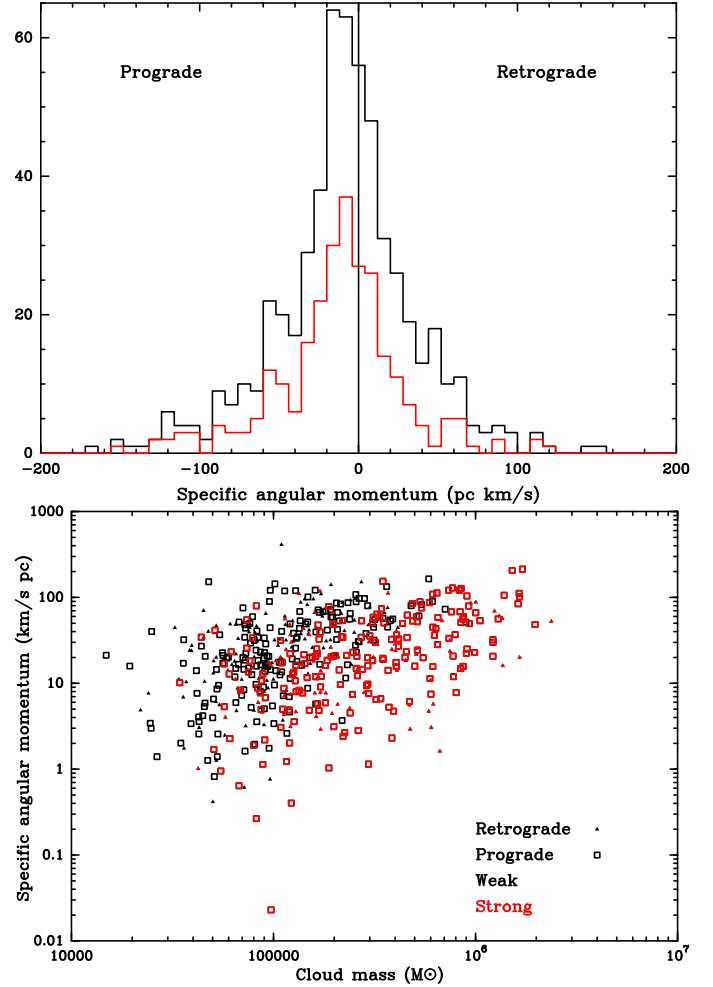 60
Prograde Retrograde
40
20
0
−200 −100 0 100 200
Specific angular momentum (pc km/s)
1000
100
10
1
0.1
0.01
Specific angular momentum (km/s pc)
Retrograde
Prograde
Weak
Strong
10000 100000 10⁶ 10⁷
Cloud mass (M⊙)